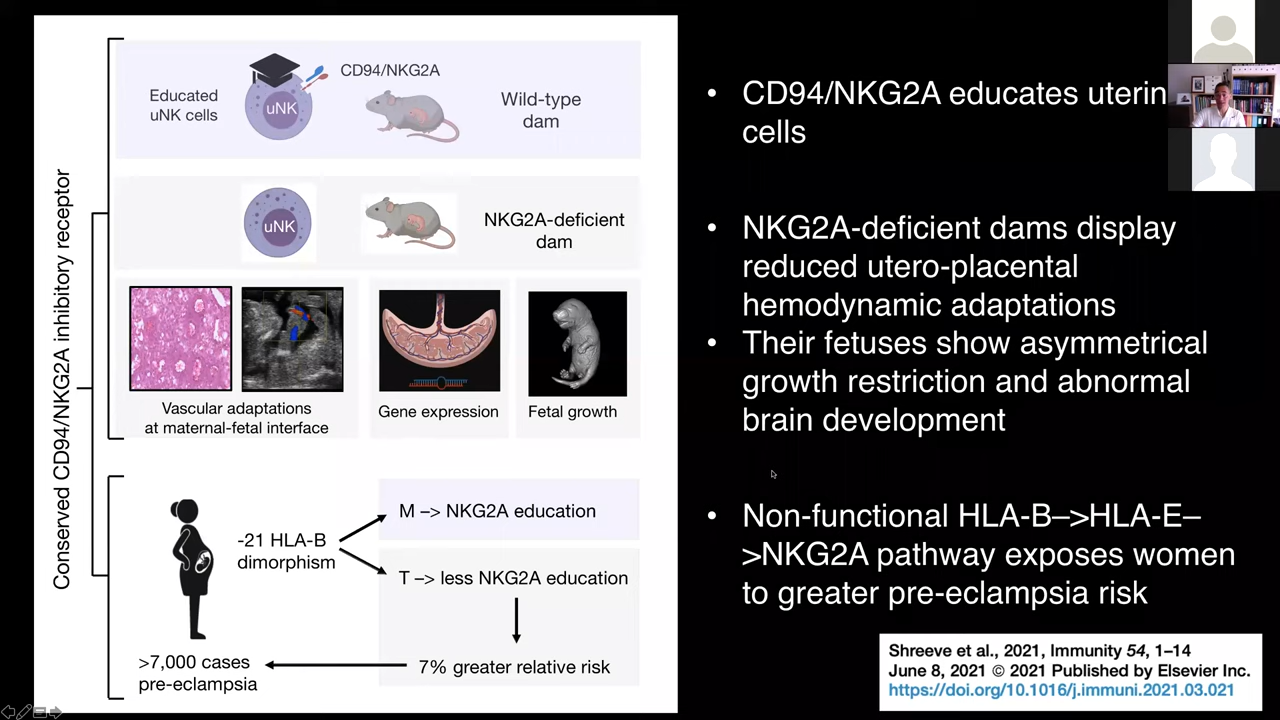 Conserved CD94/NKG2A inhibitory receptor
Educated
uNK cells
uNK
CD94/NKG2A
Wild-type
dam
uNK
NKG2A-deficient
dam
Vascular adaptations
at maternal-fetal interface
Gene expression
Fetal growth
-21 HLA-B
dimorphism
M –> NKG2A education
T –> less NKG2A education
7% greater relative risk
>7,000 cases
pre-eclampsia
• CD94/NKG2A educates uterin
cells
• NKG2A-deficient dams display
reduced utero-placental
hemodynamic adaptations
• Their fetuses show asymmetrical
growth restriction and abnormal
brain development
• Non-functional HLA-B–>HLA-E–
>NKG2A pathway exposes women
to greater pre-eclampsia risk
Shreeve et al., 2021, Immunity 54, 1–14
June 8, 2021 © 2021 Published by Elsevier Inc.
https://doi.org/10.1016/j.immuni.2021.03.021